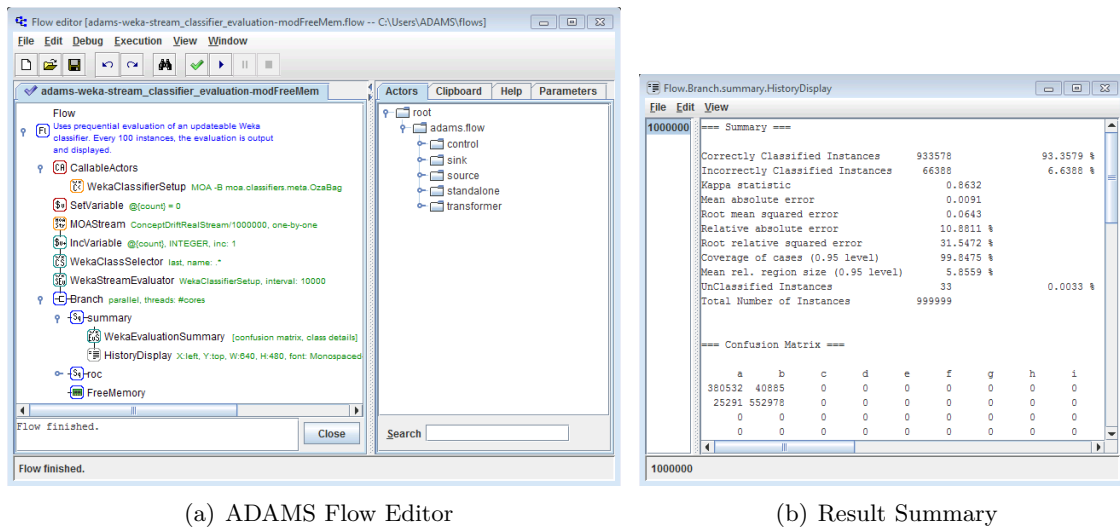 Flow editor [adams-weka-stream_classifier_evaluation-modFreeMem.flow -- C:\Users\ADAMS\flows]
File Edit Debug Execution View Window
adams-weka-stream_classifier_evaluation-modFreeMem
Flow
Uses prequential evaluation of an updateable Weka
classifier. Every 100 instances, the evaluation is output
and displayed.
CallableActors
WekaClassifierSetup MOA -B moa.classifiers.meta.OzaBag
SetVariable @{count} = 0
MOAStream ConceptDriftRealStream/1000000, one-by-one
IncVariable @{count}, INTEGER, inc: 1
WekaClassSelector last, name: .*
WekaStreamEvaluator WekaClassifierSetup, interval: 10000
Branch parallel, threads: #cores
summary
WekaEvaluationSummary [confusion matrix, class details]
HistoryDisplay X:left, Y:top, W:640, H:480, font: Monospaced
roc
FreeMemory
Flow finished.
Close
Flow finished.
Actors Clipboard Help Parameters
root
adams.flow
control
sink
source
standalone
transformer
Search
(a) ADAMS Flow Editor
Flow.Branch.summary.HistoryDisplay
File Edit View
1000000
=== Summary ===
Correctly Classified Instances 933578 93.3579 %
Incorrectly Classified Instances 66388 6.6388 %
Kappa statistic 0.8632
Mean absolute error 0.0091
Root mean squared error 0.0643
Relative absolute error 10.8811 %
Root relative squared error 31.5472 %
Coverage of cases (0.95 level) 99.8475 %
Mean rel. region size (0.95 level) 5.8559 %
UnClassified Instances 33 0.0033 %
Total Number of Instances 999999
=== Confusion Matrix ===
a b c d e f g h i
380532 40885 0 0 0 0 0 0 0
25291 552978 0 0 0 0 0 0 0
0 0 0 0 0 0 0 0 0
0 0 0 0 0 0 0 0 0
1000000
(b) Result Summary